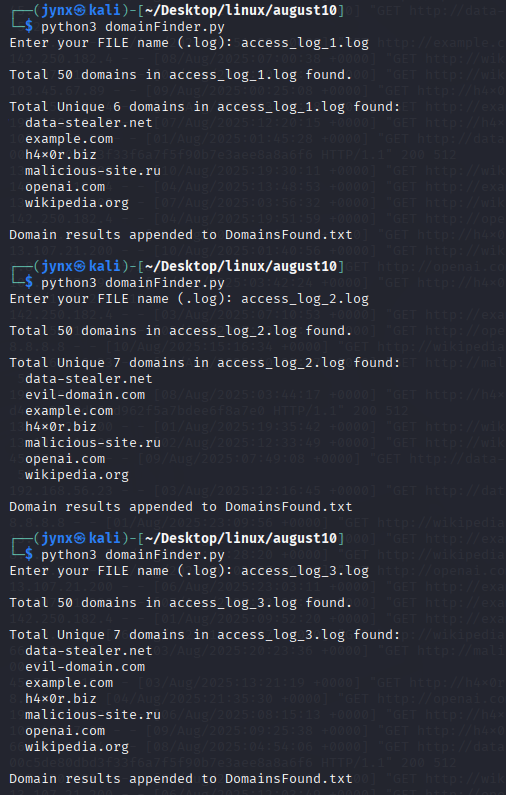 ┌──(jynx㉿kali)-[~/Desktop/linux/august10]
└─$ python3 domainFinder.py
Enter your FILE name (.log): access_log_1.log
Total 50 domains in access_log_1.log found.
Total Unique 6 domains in access_log_1.log found:
data-stealer.net
example.com
h4×0r.biz
malicious-site.ru
openai.com
wikipedia.org
Domain results appended to DomainsFound.txt
┌──(jynx㉿kali)-[~/Desktop/linux/august10]
└─$ python3 domainFinder.py
Enter your FILE name (.log): access_log_2.log
Total 50 domains in access_log_2.log found.
Total Unique 7 domains in access_log_2.log found:
data-stealer.net
evil-domain.com
example.com
h4×0r.biz
malicious-site.ru
openai.com
wikipedia.org
Domain results appended to DomainsFound.txt
┌──(jynx㉿kali)-[~/Desktop/linux/august10]
└─$ python3 domainFinder.py
Enter your FILE name (.log): access_log_3.log
Total 50 domains in access_log_3.log found.
Total Unique 7 domains in access_log_3.log found:
data-stealer.net
evil-domain.com
example.com
h4×0r.biz
malicious-site.ru
openai.com
wikipedia.org
Domain results appended to DomainsFound.txt